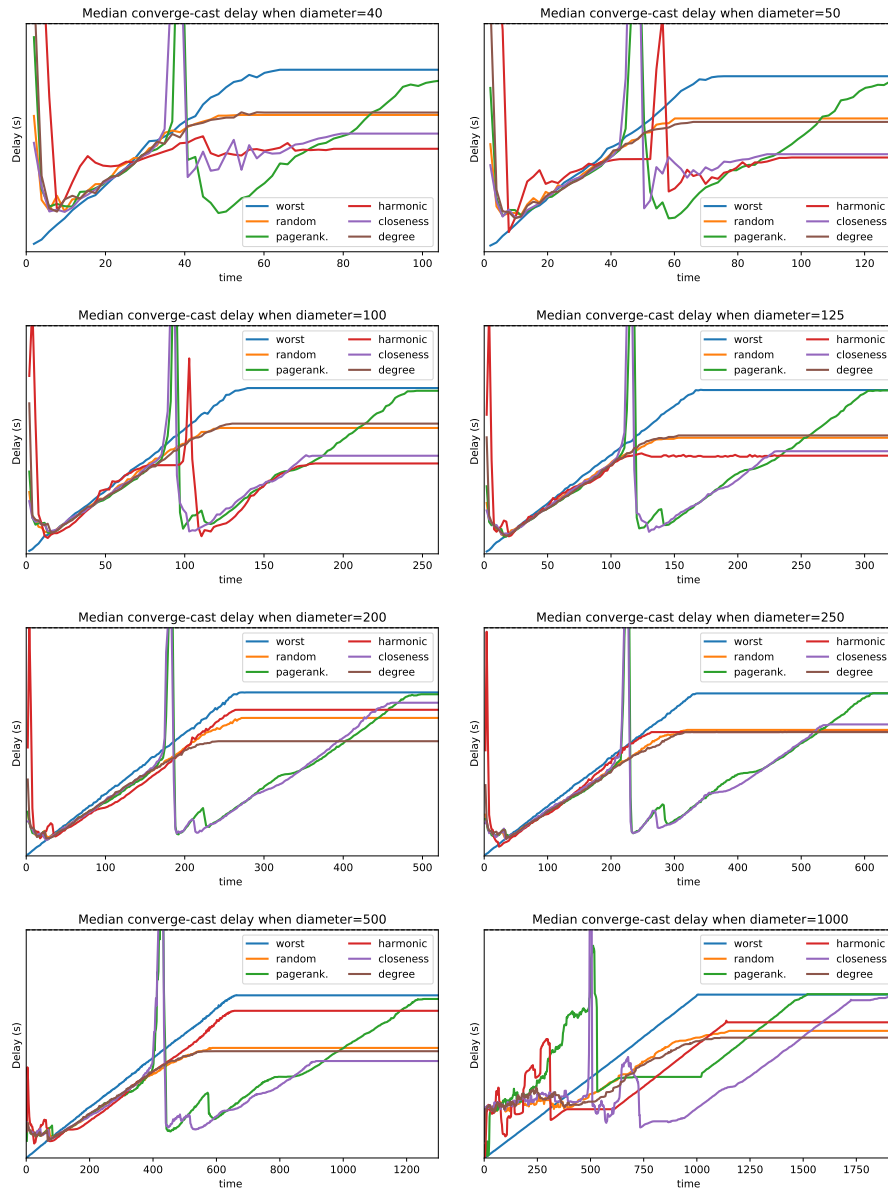 Median converge-cast delay when diameter=40
Delay (s)
worst harmonic
random closeness
pagerank. degree
0 20 40 60 80 100
time
Median converge-cast delay when diameter=50
Delay (s)
worst harmonic
random closeness
pagerank. degree
0 20 40 60 80 100 120
time
Median converge-cast delay when diameter=100
Delay (s)
worst harmonic
random closeness
pagerank. degree
0 50 100 150 200 250
time
Median converge-cast delay when diameter=125
Delay (s)
worst harmonic
random closeness
pagerank. degree
0 50 100 150 200 250 300
time
Median converge-cast delay when diameter=200
Delay (s)
worst harmonic
random closeness
pagerank. degree
0 100 200 300 400 500
time
Median converge-cast delay when diameter=250
Delay (s)
worst harmonic
random closeness
pagerank. degree
0 100 200 300 400 500 600
time
Median converge-cast delay when diameter=500
Delay (s)
worst harmonic
random closeness
pagerank. degree
0 200 400 600 800 1000 1200
time
Median converge-cast delay when diameter=1000
Delay (s)
worst harmonic
random closeness
pagerank. degree
0 250 500 750 1000 1250 1500 1750
time